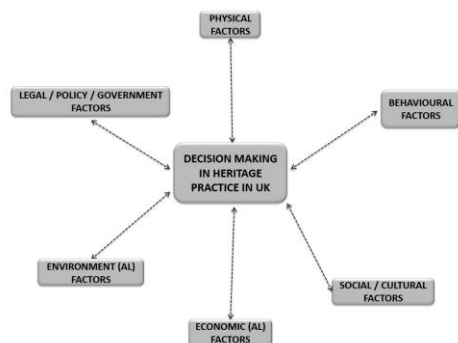 PHYSICAL
FACTORS
LEGAL / POLICY / GOVERNMENT
FACTORS
BEHAVIOURAL
FACTORS
DECISION MAKING
IN HERITAGE
PRACTICE IN UK
ENVIRONMENT (AL)
FACTORS
SOCIAL / CULTURAL
FACTORS
ECONOMIC (AL)
FACTORS